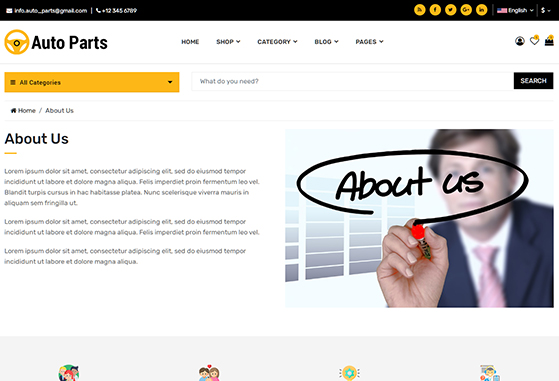 info.auto_parts@gmail.com | +12 345 6789
English
$
Auto Parts
HOME SHOP CATEGORY BLOG PAGES
All Categories
What do you need?
SEARCH
Home / About Us
About Us
Lorem ipsum dolor sit amet, consectetur adipiscing elit, sed do eiusmod tempor
incididunt ut labore et dolore magna aliqua. Felis imperdiet proin fermentum leo vel.
Blandit turpis cursus in hac habitasse platea. Nunc scelerisque viverra mauris in
aliquam sem fringilla ut.
Lorem ipsum dolor sit amet, consectetur adipiscing elit, sed do eiusmod tempor
incididunt ut labore et dolore magna aliqua. Felis imperdiet proin fermentum leo vel.
Lorem ipsum dolor sit amet, consectetur adipiscing elit, sed do eiusmod tempor
incididunt ut labore et dolore magna aliqua.
About us